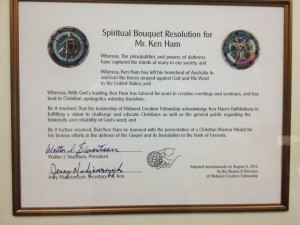 Spiritual Bouquet Resolution for
Mr. Ken Ham
Whereas, The principalities and powers of darkness
have captured the minds of many in our society; and
Whereas, Ken Ham has left his homeland of Australia to
confront the forces arrayed against God and His Word
in the United States, and
Whereas, With God's leading, Ken Ham has labored for years in creation writings and seminars, and has
lead in Christian apologetics ministry; therefore,
Be it resolved, That the leadership of Midwest Creation Fellowship acknowledge Ken Ham's faithfulness in
fulfilling a vision to challenge and educate Christians as well as the general public regarding the
historicity and reliability of God's word; and
Be it further resolved, That Ken Ham be honored with the presentation of a Christian Warrior Medal for
his tireless efforts in the defense of the Gospel and its foundation in the book of Genesis.
Walter J. , President
Jerry , Secretary Pro Tem
Adopted unanimously on August 4, 
by the Board of Directors
of Midwest Creation Fellowship